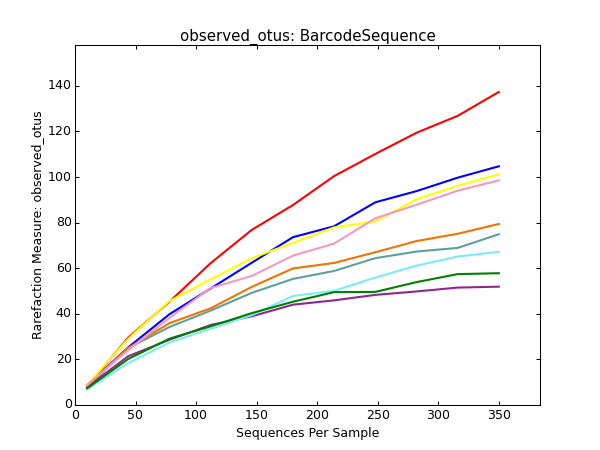 observed_otus: BarcodeSequence
Rarefaction Measure: observed_otus
140
120
100
80
60
40
20
0
0 50 100 150 200 250 300 350
Sequences Per Sample